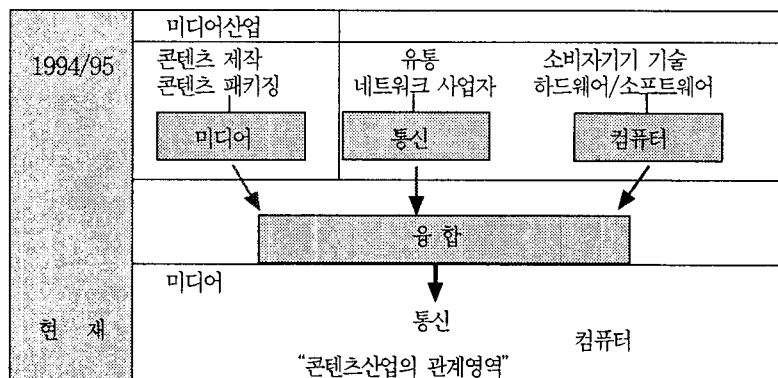 미디어산업
1994/95
콘텐츠 제작
콘텐츠 패키징
유통
네트워크 사업자
소비자기기 기술
하드웨어/소프트웨어
미디어
통신
컴퓨터
융 합
현 재
미디어
통신
컴퓨터
“콘텐츠산업의 관계영역”